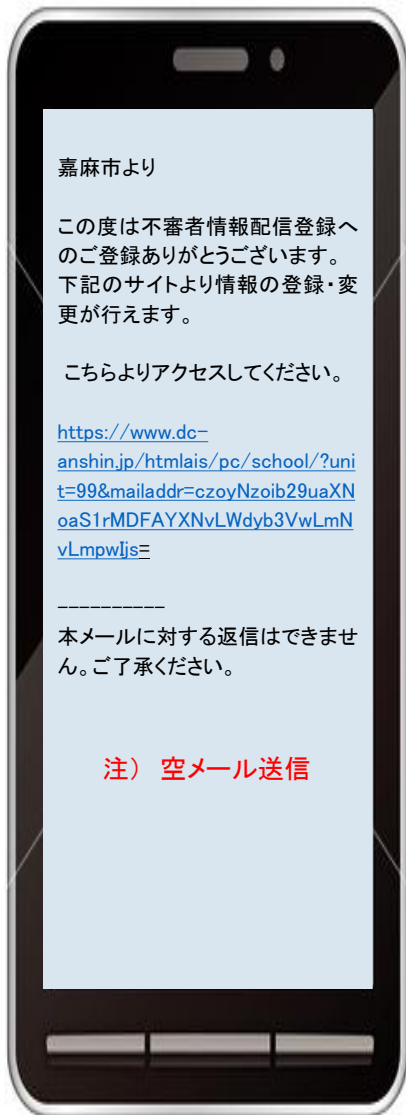 嘉麻市より
この度は不審者情報配信登録へ
のご登録ありがとうございます。
下記のサイトより情報の登録・変
更が行えます。
こちらよりアクセスしてください。
https://www.dc-
anshin.jp/htmlais/pc/school/?uni
t=99&mailaddr=czoyNzoib29uaXN
oaS1rMDFAYXNvLWdyb3VwLmN
vLmpwIjs=
----------
本メールに対する返信はできませ
ん。ご了承ください。
注） 空メール送信